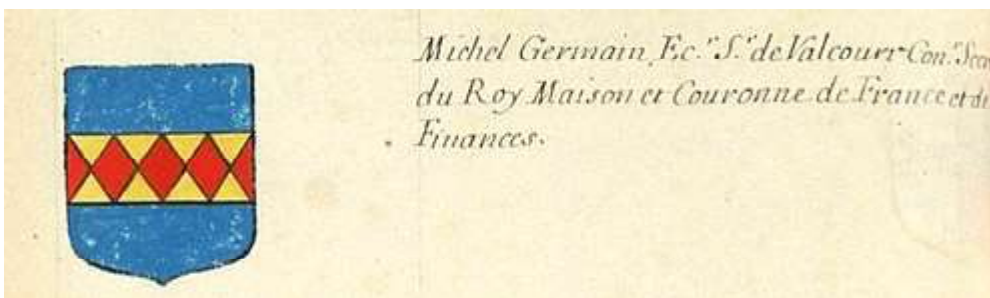 Michel Germain, Ec.r S.r de Valcourt Con.r Secr
du Roy Maison et Couronne de France et de
Finances.